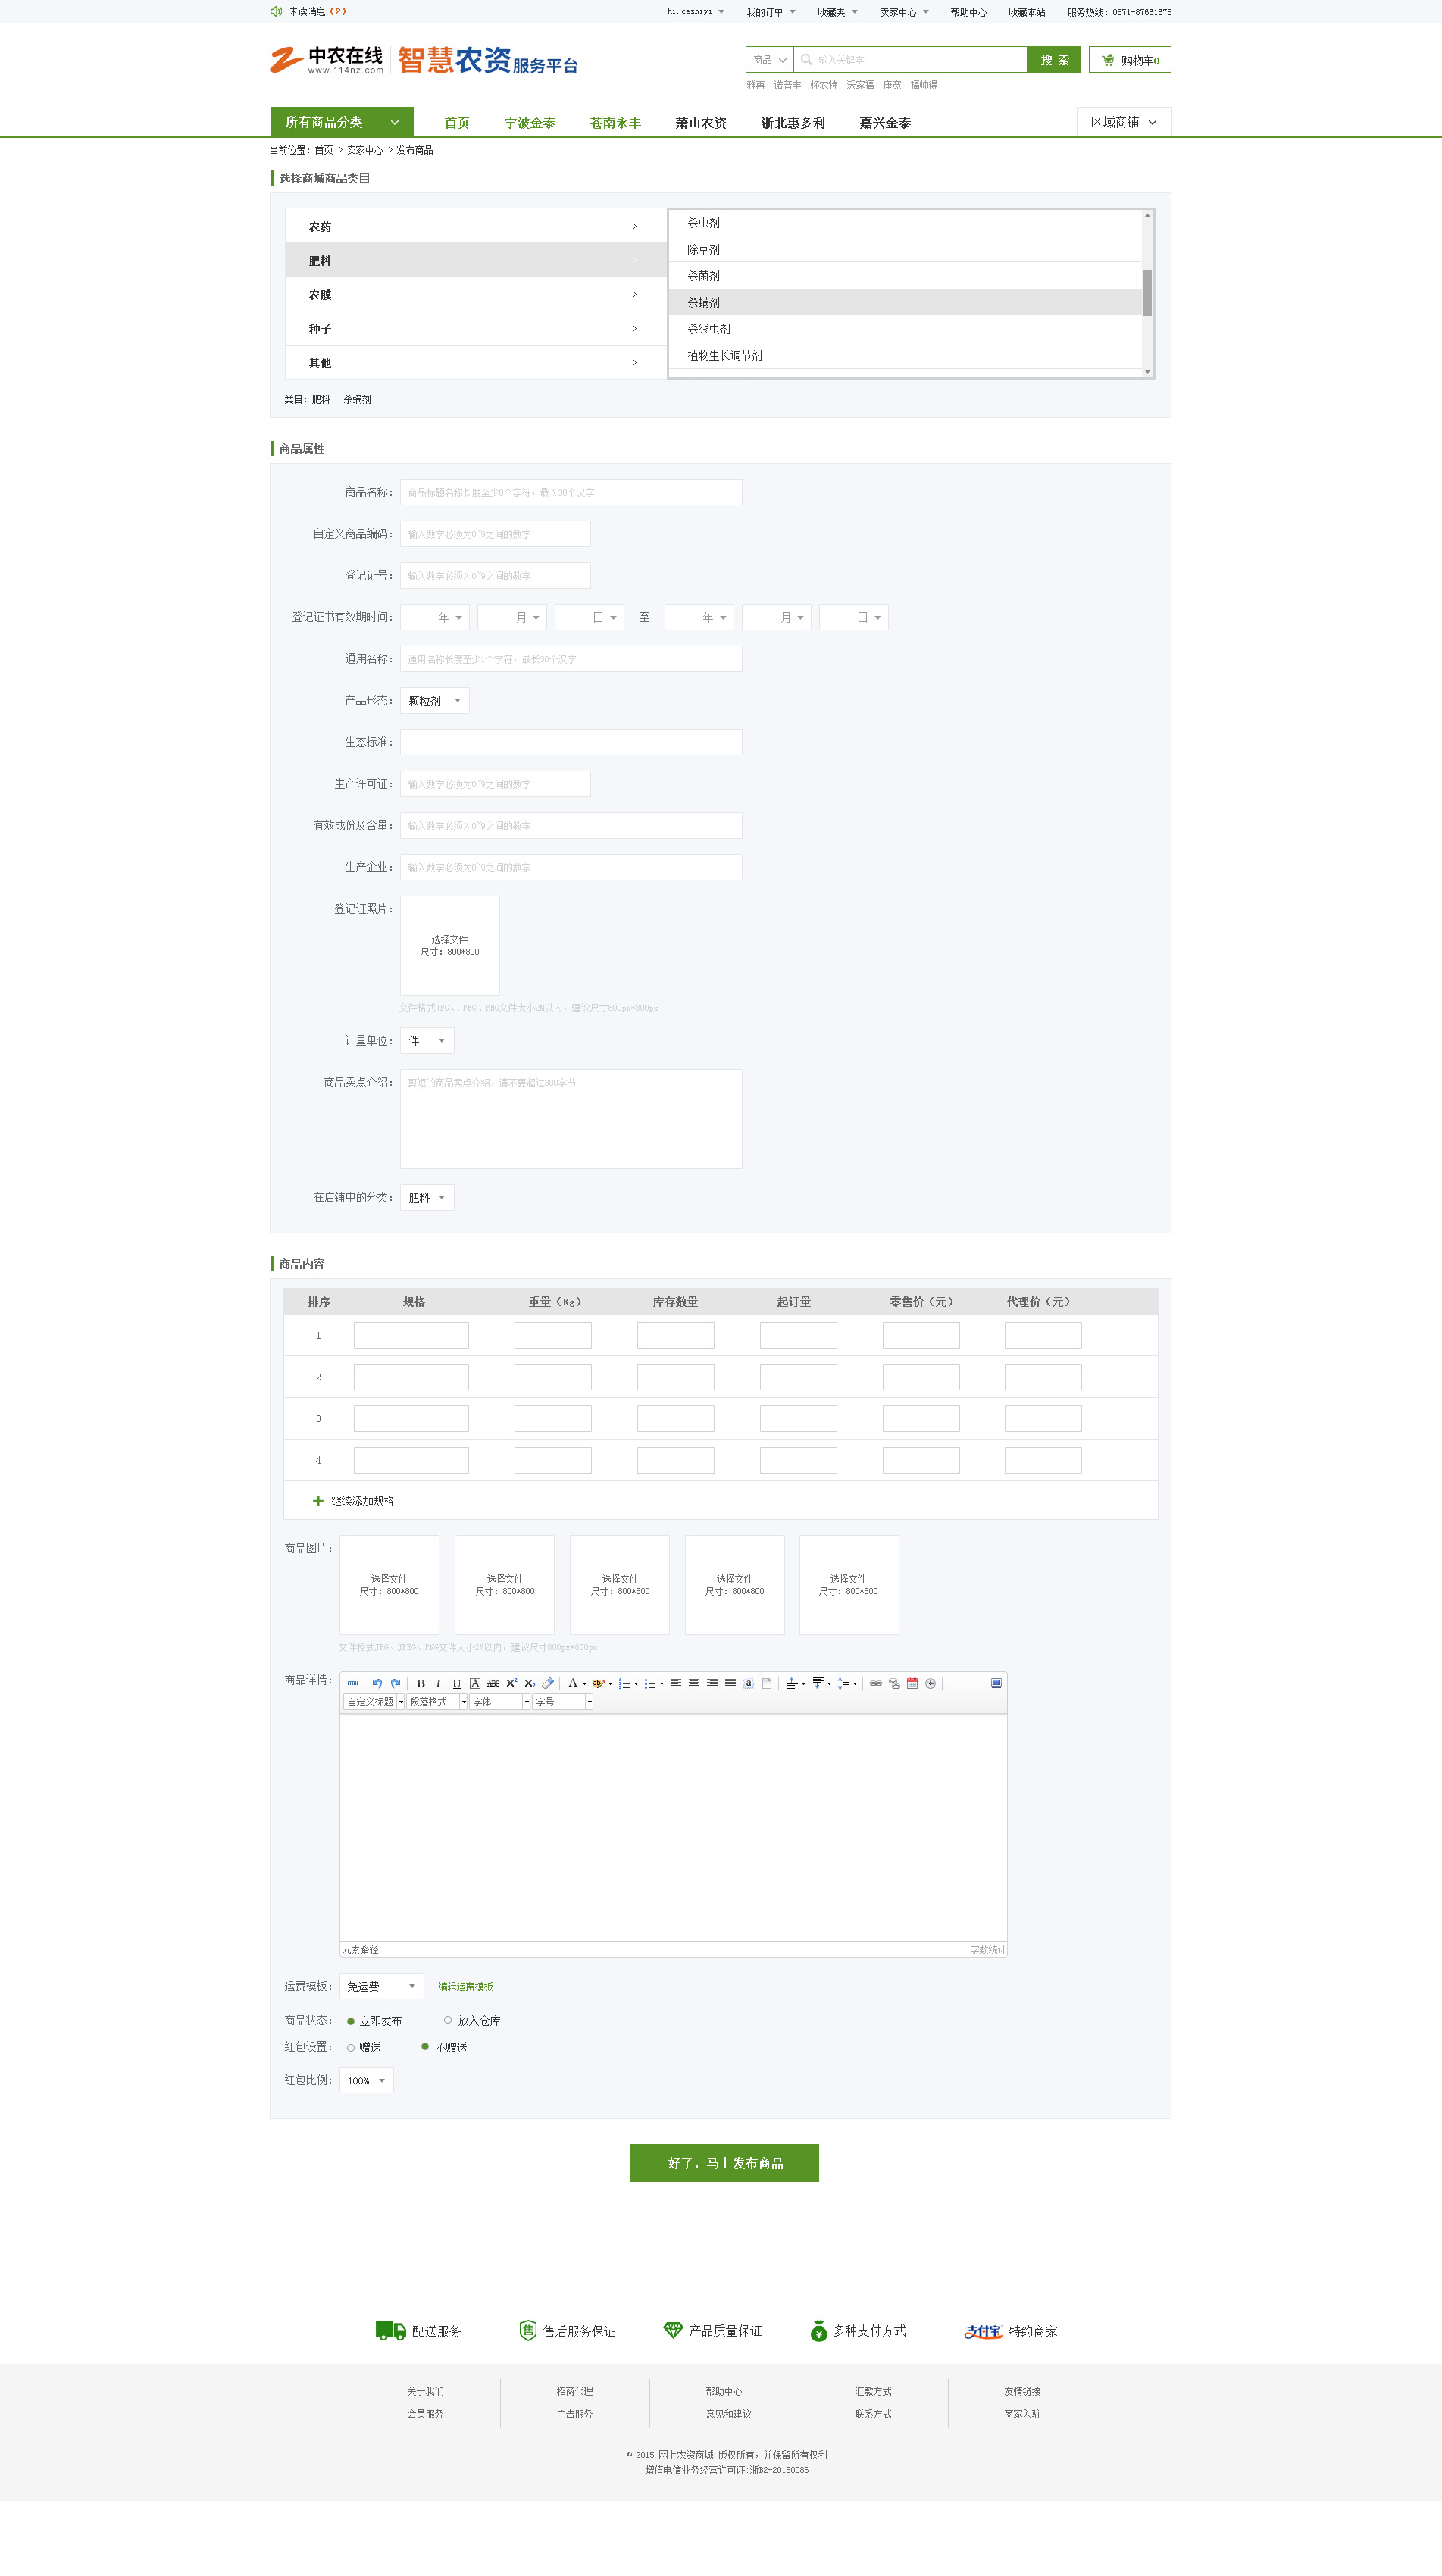 未读消息（2）
Hi,ceshiyi 我的订单 收藏夹 卖家中心 帮助中心 收藏本站 服务热线：0571-87661678
中农在线 www.114nz.com 智慧农资服务平台
商品 输入关键字 搜 索 购物车0
雅苒 诺普丰 怀农特 沃家福 康宽 福帅得
所有商品分类 首页 宁波金泰 苍南永丰 萧山农资 浙北惠多利 嘉兴金泰 区域商铺
当前位置：首页 > 卖家中心 > 发布商品
选择商城商品类目
农药
肥料
农膜
种子
其他
杀虫剂
除草剂
杀菌剂
杀螨剂
杀线虫剂
植物生长调节剂
类目：肥料 - 杀螨剂
商品属性
商品名称： 商品标题名称长度至少8个字符，最长30个汉字
自定义商品编码： 输入数字必须为0~9之间的数字
登记证号： 输入数字必须为0~9之间的数字
登记证书有效期时间： 年 月 日 至 年 月 日
通用名称： 通用名称长度至少1个字符，最长30个汉字
产品形态： 颗粒剂
生态标准：
生产许可证： 输入数字必须为0~9之间的数字
有效成份及含量： 输入数字必须为0~9之间的数字
生产企业： 输入数字必须为0~9之间的数字
登记证照片：
选择文件
尺寸：800*800
文件格式JPG、JPEG、PNG文件大小2M以内，建议尺寸800px*800px
计量单位： 件
商品卖点介绍： 剪短的商品卖点介绍，请不要超过300字节
在店铺中的分类： 肥料
商品内容
排序 规格 重量（Kg） 库存数量 起订量 零售价（元） 代理价（元）
1
2
3
4
继续添加规格
商品图片：
选择文件 选择文件 选择文件 选择文件 选择文件
尺寸：800*800 尺寸：800*800 尺寸：800*800 尺寸：800*800 尺寸：800*800
文件格式JPG、JPEG、PNG文件大小2M以内，建议尺寸800px*800px
商品详情： HTML B I U A ABC X² X₂ A ab a
自定义标题 段落格式 字体 字号
元素路径: 字数统计
运费模板： 免运费 编辑运费模板
商品状态： 立即发布 放入仓库
红包设置： 赠送 不赠送
红包比例： 100%
好了，马上发布商品
配送服务 售 售后服务保证 产品质量保证 ¥ 多种支付方式 支付宝 特约商家
关于我们 招商代理 帮助中心 汇款方式 友情链接
会员服务 广告服务 意见和建议 联系方式 商家入驻
© 2015 网上农资商城 版权所有，并保留所有权利
增值电信业务经营许可证:浙B2-20150086